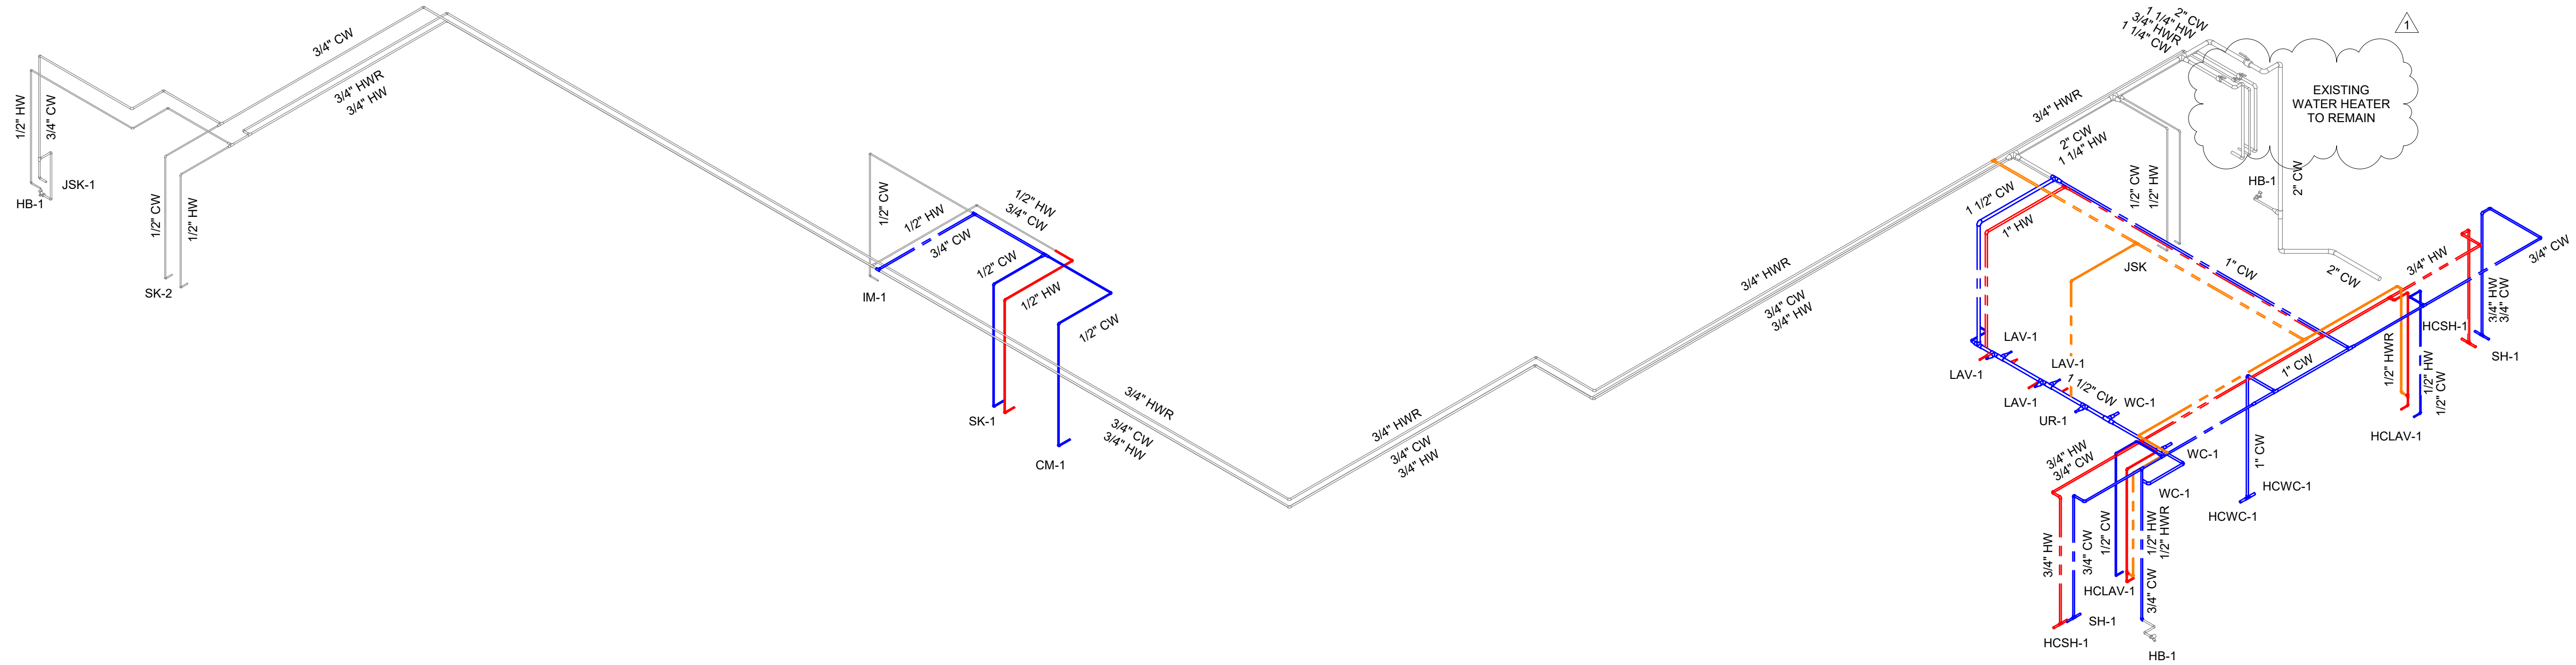 3/4" CW
3/4" HWR
3/4" HW
1/2" HW
3/4" CW
JSK-1
HB-1
1/2" CW
1/2" HW
SK-2
1/2" CW
1/2" HW
1/2" HW
3/4" CW
3/4" CW
1/2" CW
1/2" HW
1/2" CW
IM-1
SK-1
CM-1
3/4" HWR
3/4" CW
3/4" HW
3/4" HWR
3/4" CW
3/4" HW
3/4" HWR
3/4" CW
3/4" HW
2" CW
1 1/4" HW
3/4" HWR
1 1/4" CW
1
EXISTING
WATER HEATER
TO REMAIN
3/4" HWR
2" CW
1 1/4" HW
1/2" CW
1/2" HW
HB-1
2" CW
2" CW
1 1/2" CW
1" HW
JSK
1" CW
3/4" HW
3/4" CW
3/4" HW
3/4" CW
HCSH-1
SH-1
LAV-1
LAV-1
LAV-1
LAV-1
1 1/2" CW
WC-1
UR-1
1" CW
1/2" HWR
1/2" HW
1/2" CW
HCLAV-1
3/4" HW
3/4" CW
WC-1
WC-1
1" CW
HCWC-1
HCWC-1
3/4" HW
3/4" CW
1/2" CW
1/2" HW
1/2" HWR
HCLAV-1
3/4" CW
SH-1
HCSH-1
HB-1